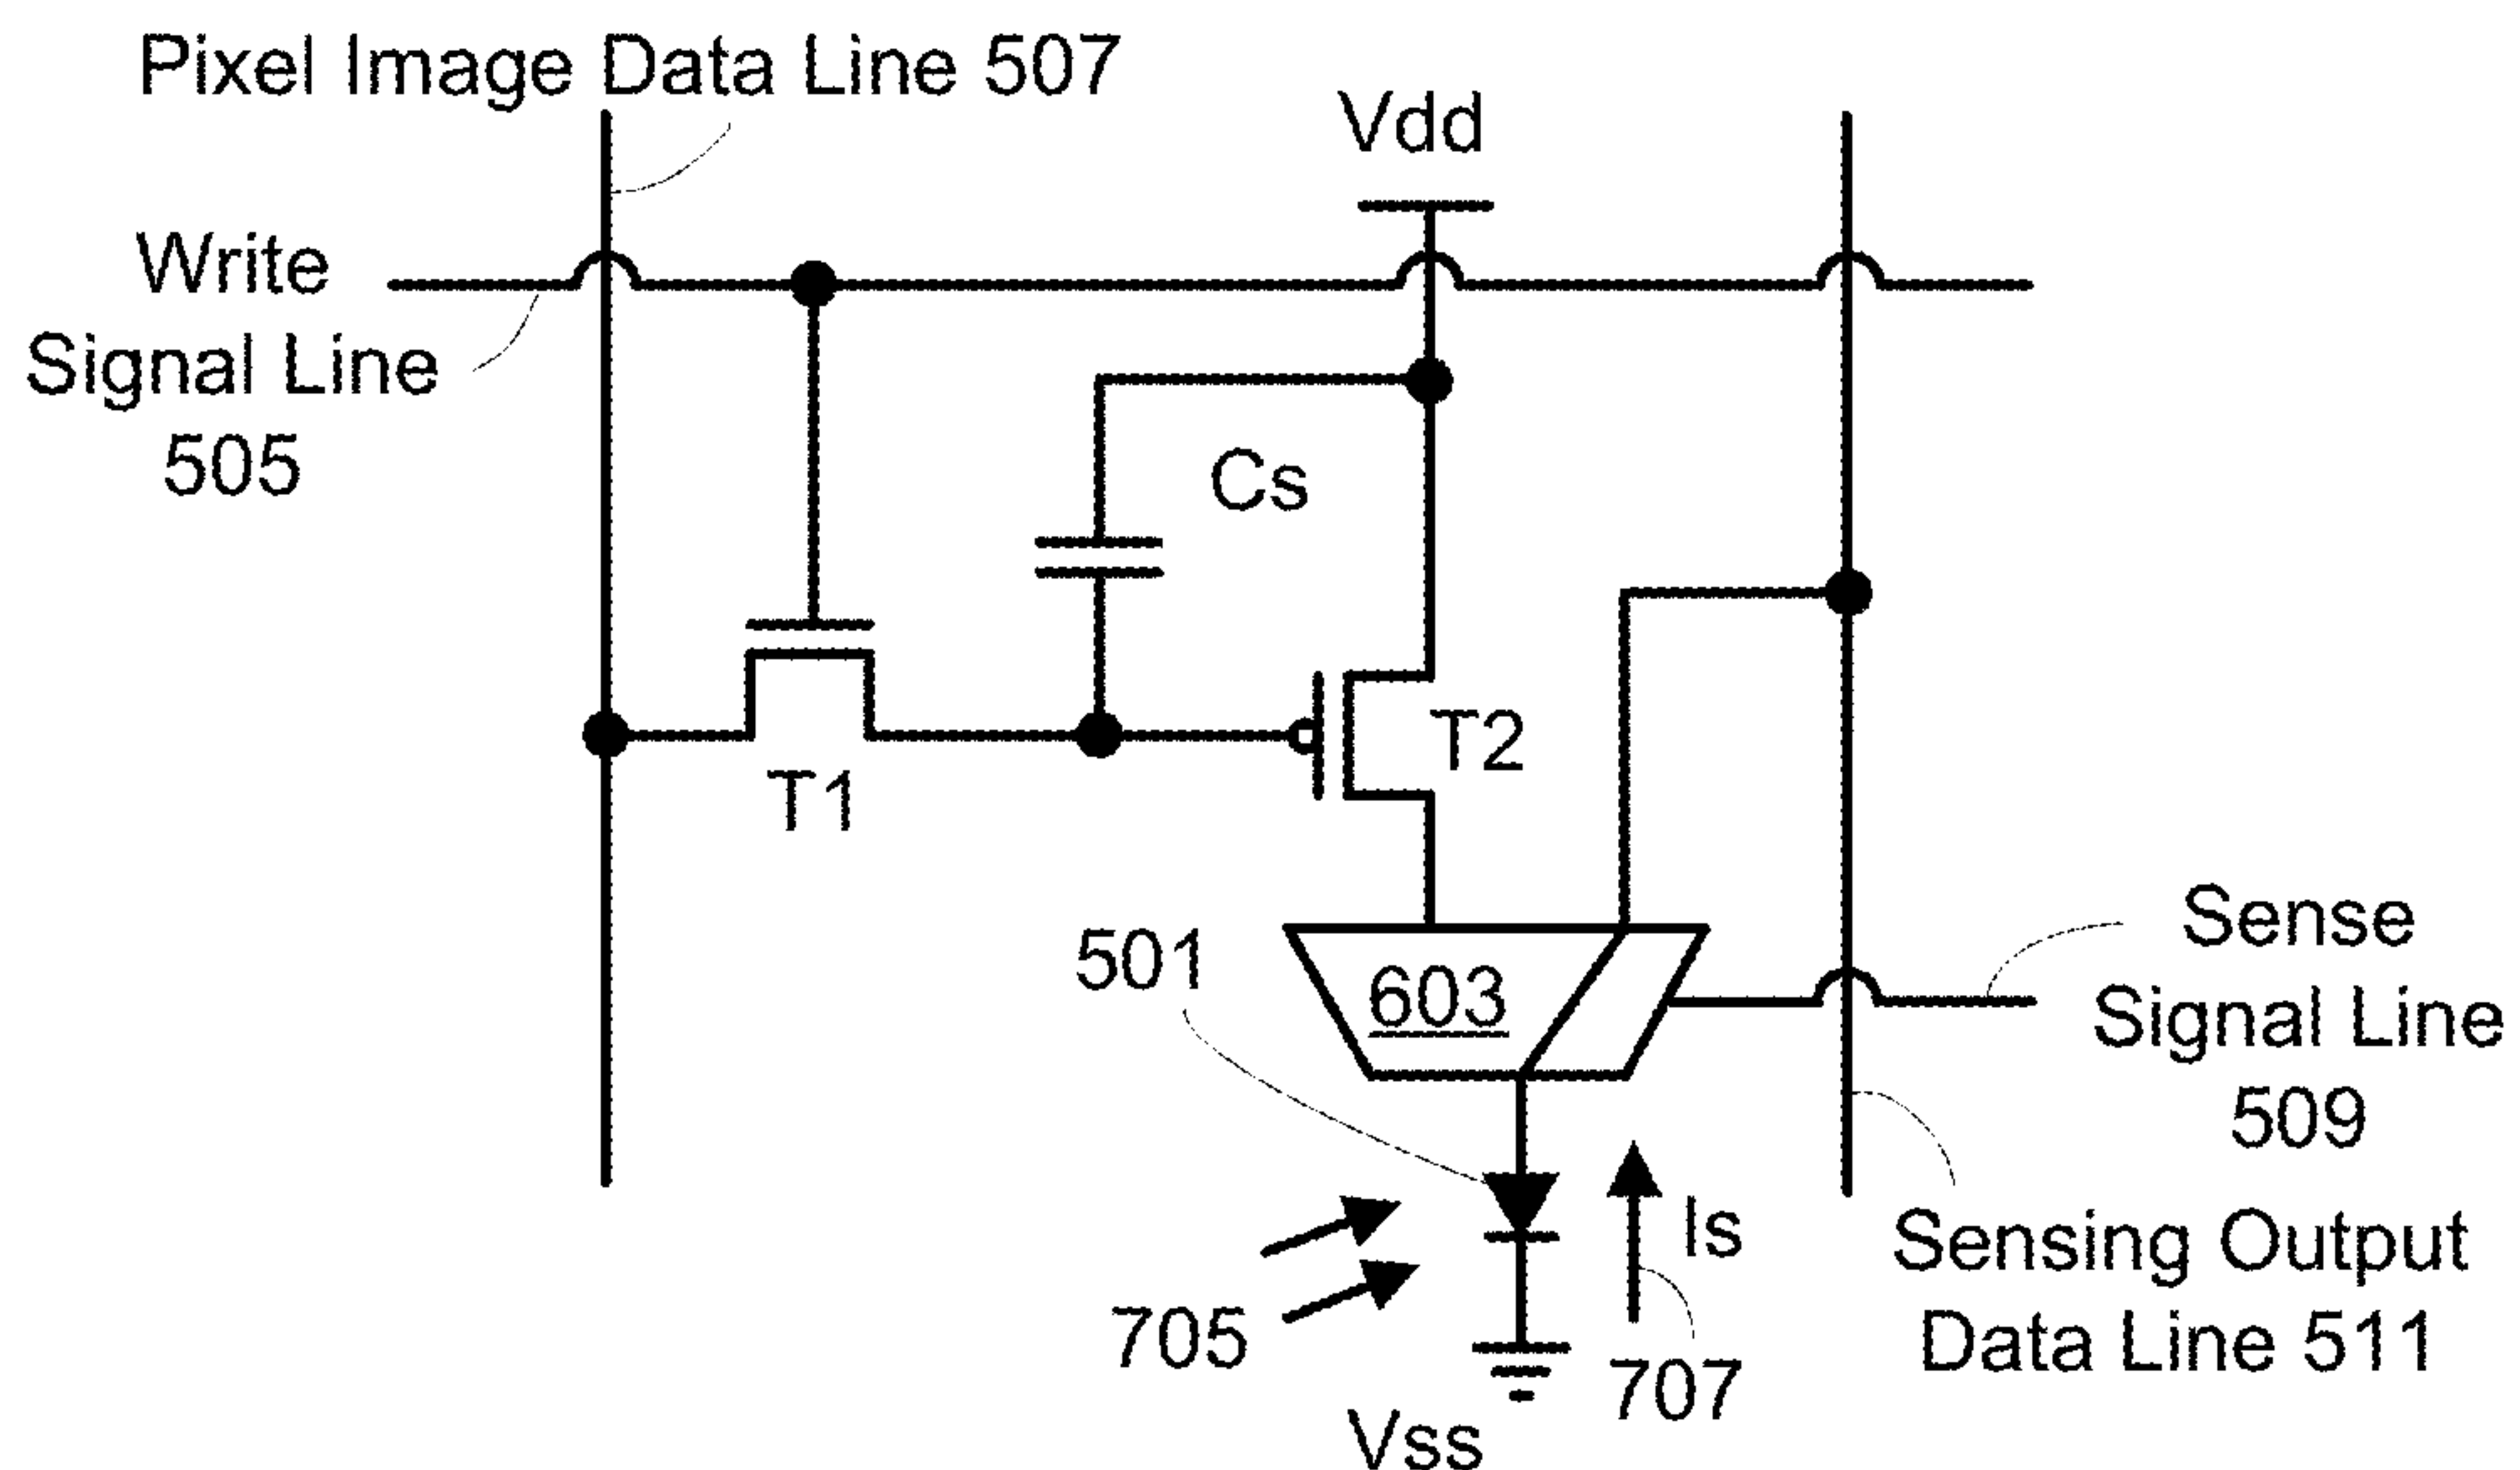 Pixel Image Data Line 507
Vdd
Write
Signal Line
505
Cs
T2
T1
501
603
Sense
Signal Line
509
Is
Sensing Output
Data Line 511
705
707
Vss